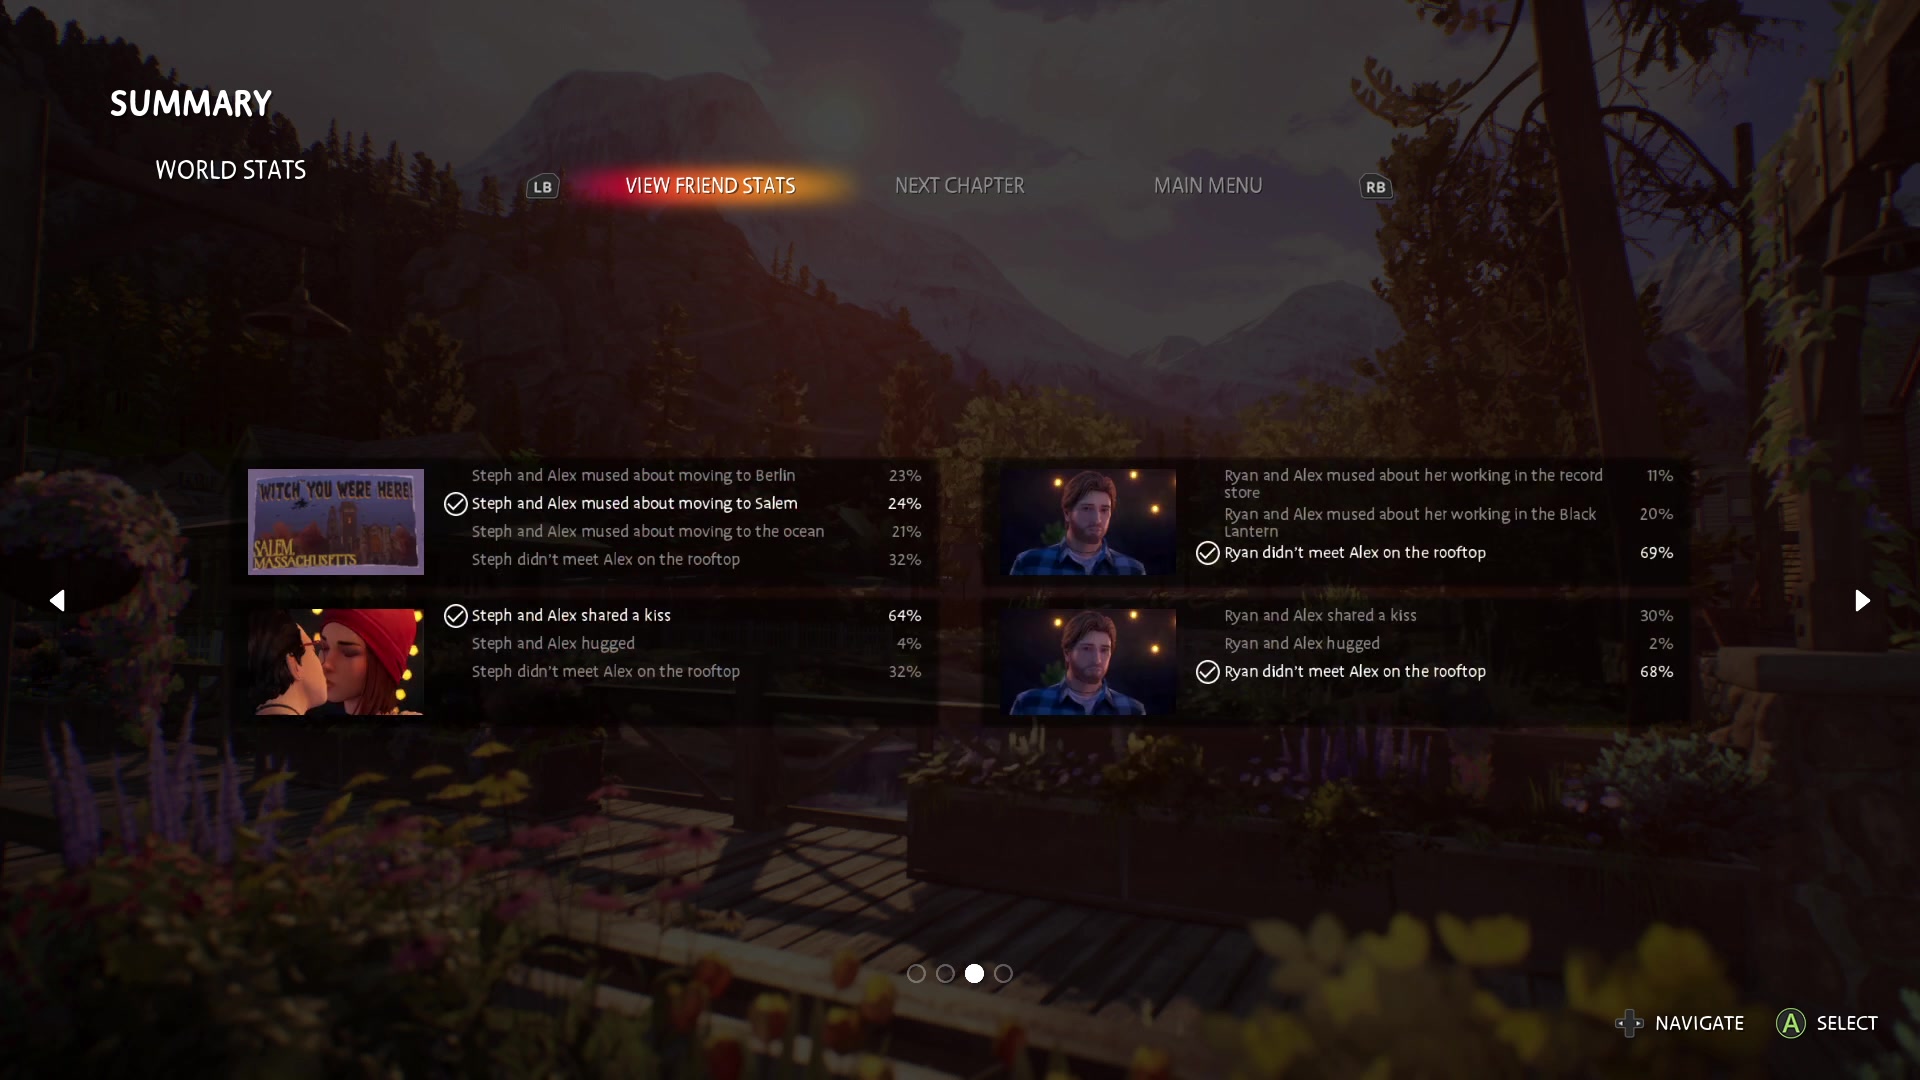 SUMMARY
WORLD STATS
LB
VIEW FRIEND STATS
NEXT CHAPTER
MAIN MENU
RB
WITCH YOU WERE HERE!
SALEM,
MASSACHUSETTS
Steph and Alex mused about moving to Berlin 23%
Steph and Alex mused about moving to Salem 24%
Steph and Alex mused about moving to the ocean 21%
Steph didn't meet Alex on the rooftop 32%
Ryan and Alex mused about her working in the record 11%
store
Ryan and Alex mused about her working in the Black 20%
Lantern
Ryan didn't meet Alex on the rooftop 69%
Steph and Alex shared a kiss 64%
Steph and Alex hugged 4%
Steph didn't meet Alex on the rooftop 32%
Ryan and Alex shared a kiss 30%
Ryan and Alex hugged 2%
Ryan didn't meet Alex on the rooftop 68%
NAVIGATE
A SELECT